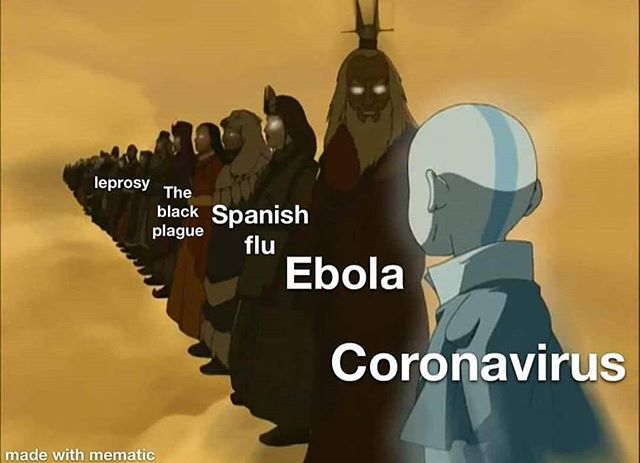 leprosy
The
black
plague
Spanish
flu
Ebola
Coronavirus
made with mematic